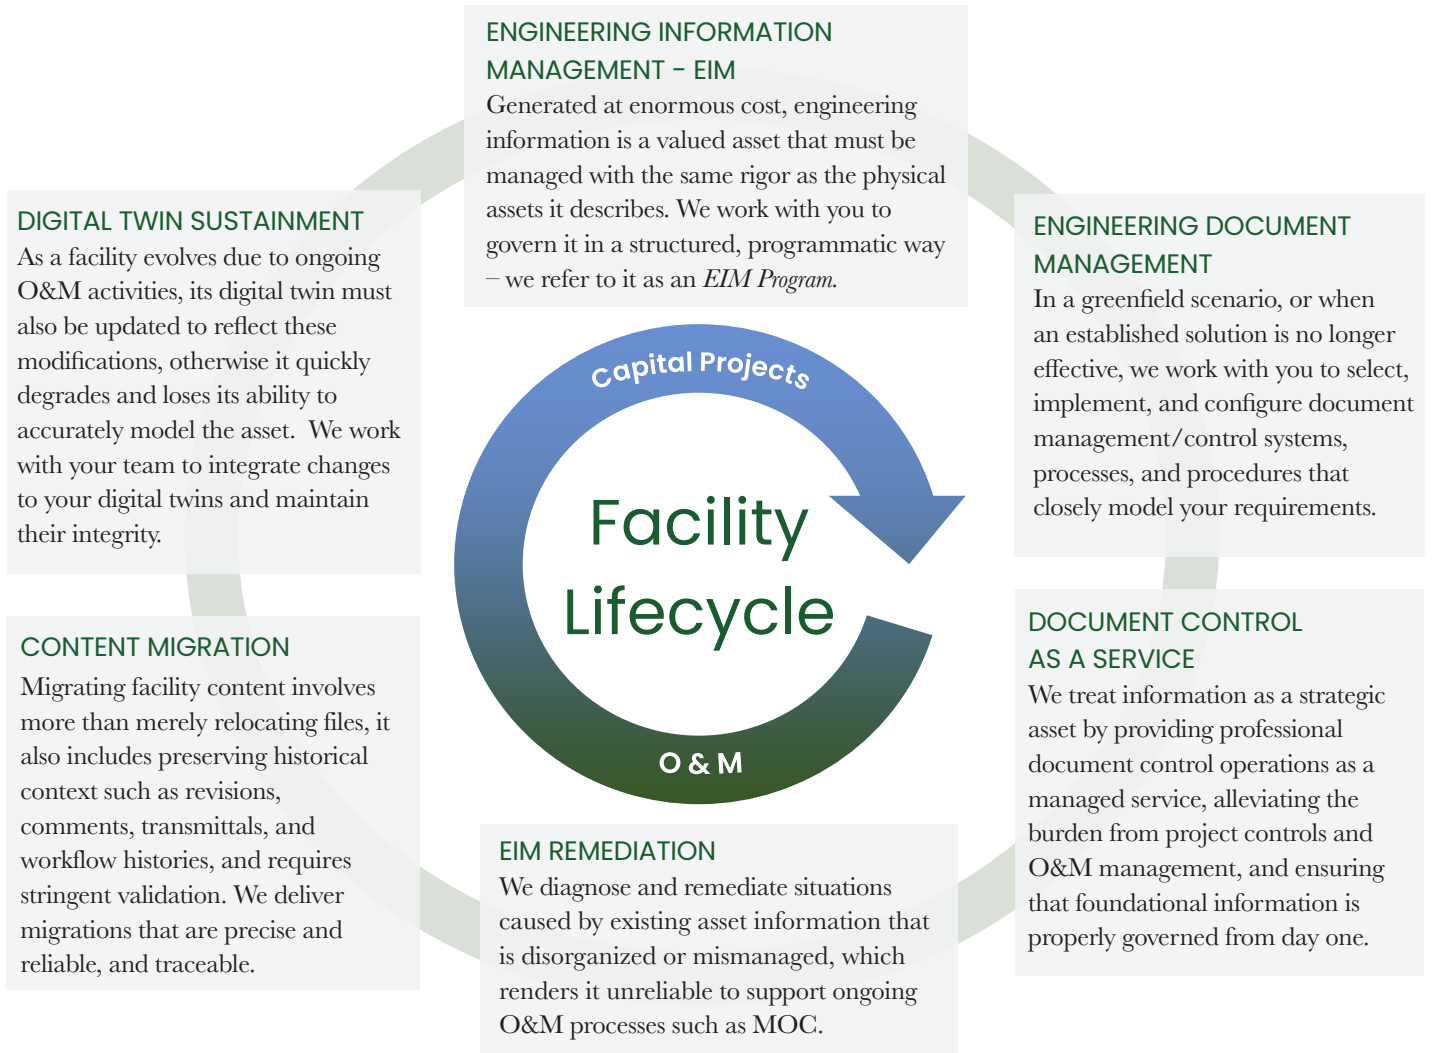 ENGINEERING INFORMATION
MANAGEMENT - EIM
Generated at enormous cost, engineering
information is a valued asset that must be
managed with the same rigor as the physical
assets it describes. We work with you to
govern it in a structured, programmatic way
– we refer to it as an EIM Program.
ENGINEERING DOCUMENT
MANAGEMENT
In a greenfield scenario, or when
an established solution is no longer
effective, we work with you to select,
implement, and configure document
management/control systems,
processes, and procedures that
closely model your requirements.
DOCUMENT CONTROL
AS A SERVICE
We treat information as a strategic
asset by providing professional
document control operations as a
managed service, alleviating the
burden from project controls and
O&M management, and ensuring
that foundational information is
properly governed from day one.
EIM REMEDIATION
We diagnose and remediate situations
caused by existing asset information that
is disorganized or mismanaged, which
renders it unreliable to support ongoing
O&M processes such as MOC.
CONTENT MIGRATION
Migrating facility content involves
more than merely relocating files, it
also includes preserving historical
context such as revisions,
comments, transmittals, and
workflow histories, and requires
stringent validation. We deliver
migrations that are precise and
reliable, and traceable.
DIGITAL TWIN SUSTAINMENT
As a facility evolves due to ongoing
O&M activities, its digital twin must
also be updated to reflect these
modifications, otherwise it quickly
degrades and loses its ability to
accurately model the asset.  We work
with your team to integrate changes
to your digital twins and maintain
their integrity.
Capital Projects
Facility
Lifecycle
O & M